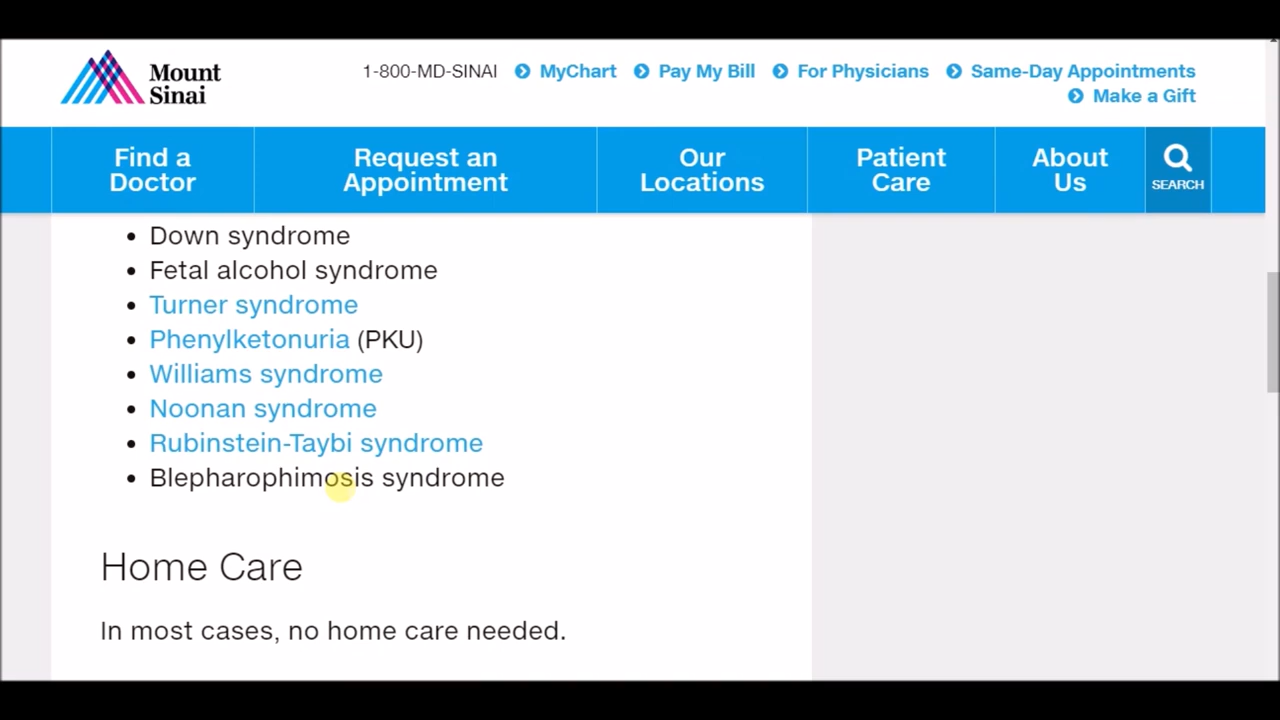 Mount
Sinai
1-800-MD-SINAI MyChart Pay My Bill For Physicians Same-Day Appointments
Make a Gift
Find a
Doctor
Request an
Appointment
Our
Locations
Patient
Care
About
Us
SEARCH
Down syndrome
Fetal alcohol syndrome
Turner syndrome
Phenylketonuria (PKU)
Williams syndrome
Noonan syndrome
Rubinstein-Taybi syndrome
Blepharophimosis syndrome
Home Care
In most cases, no home care needed.